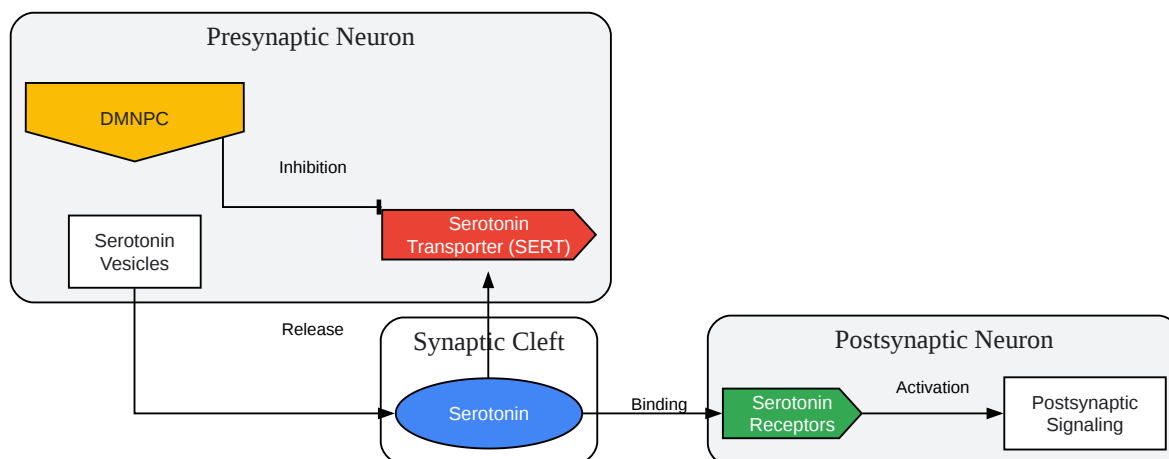 Presynaptic Neuron
DMNPC
Inhibition
Serotonin
Transporter (SERT)
Serotonin
Vesicles
Release
Synaptic Cleft
Serotonin
Binding
Postsynaptic Neuron
Serotonin
Receptors
Activation
Postsynaptic
Signaling